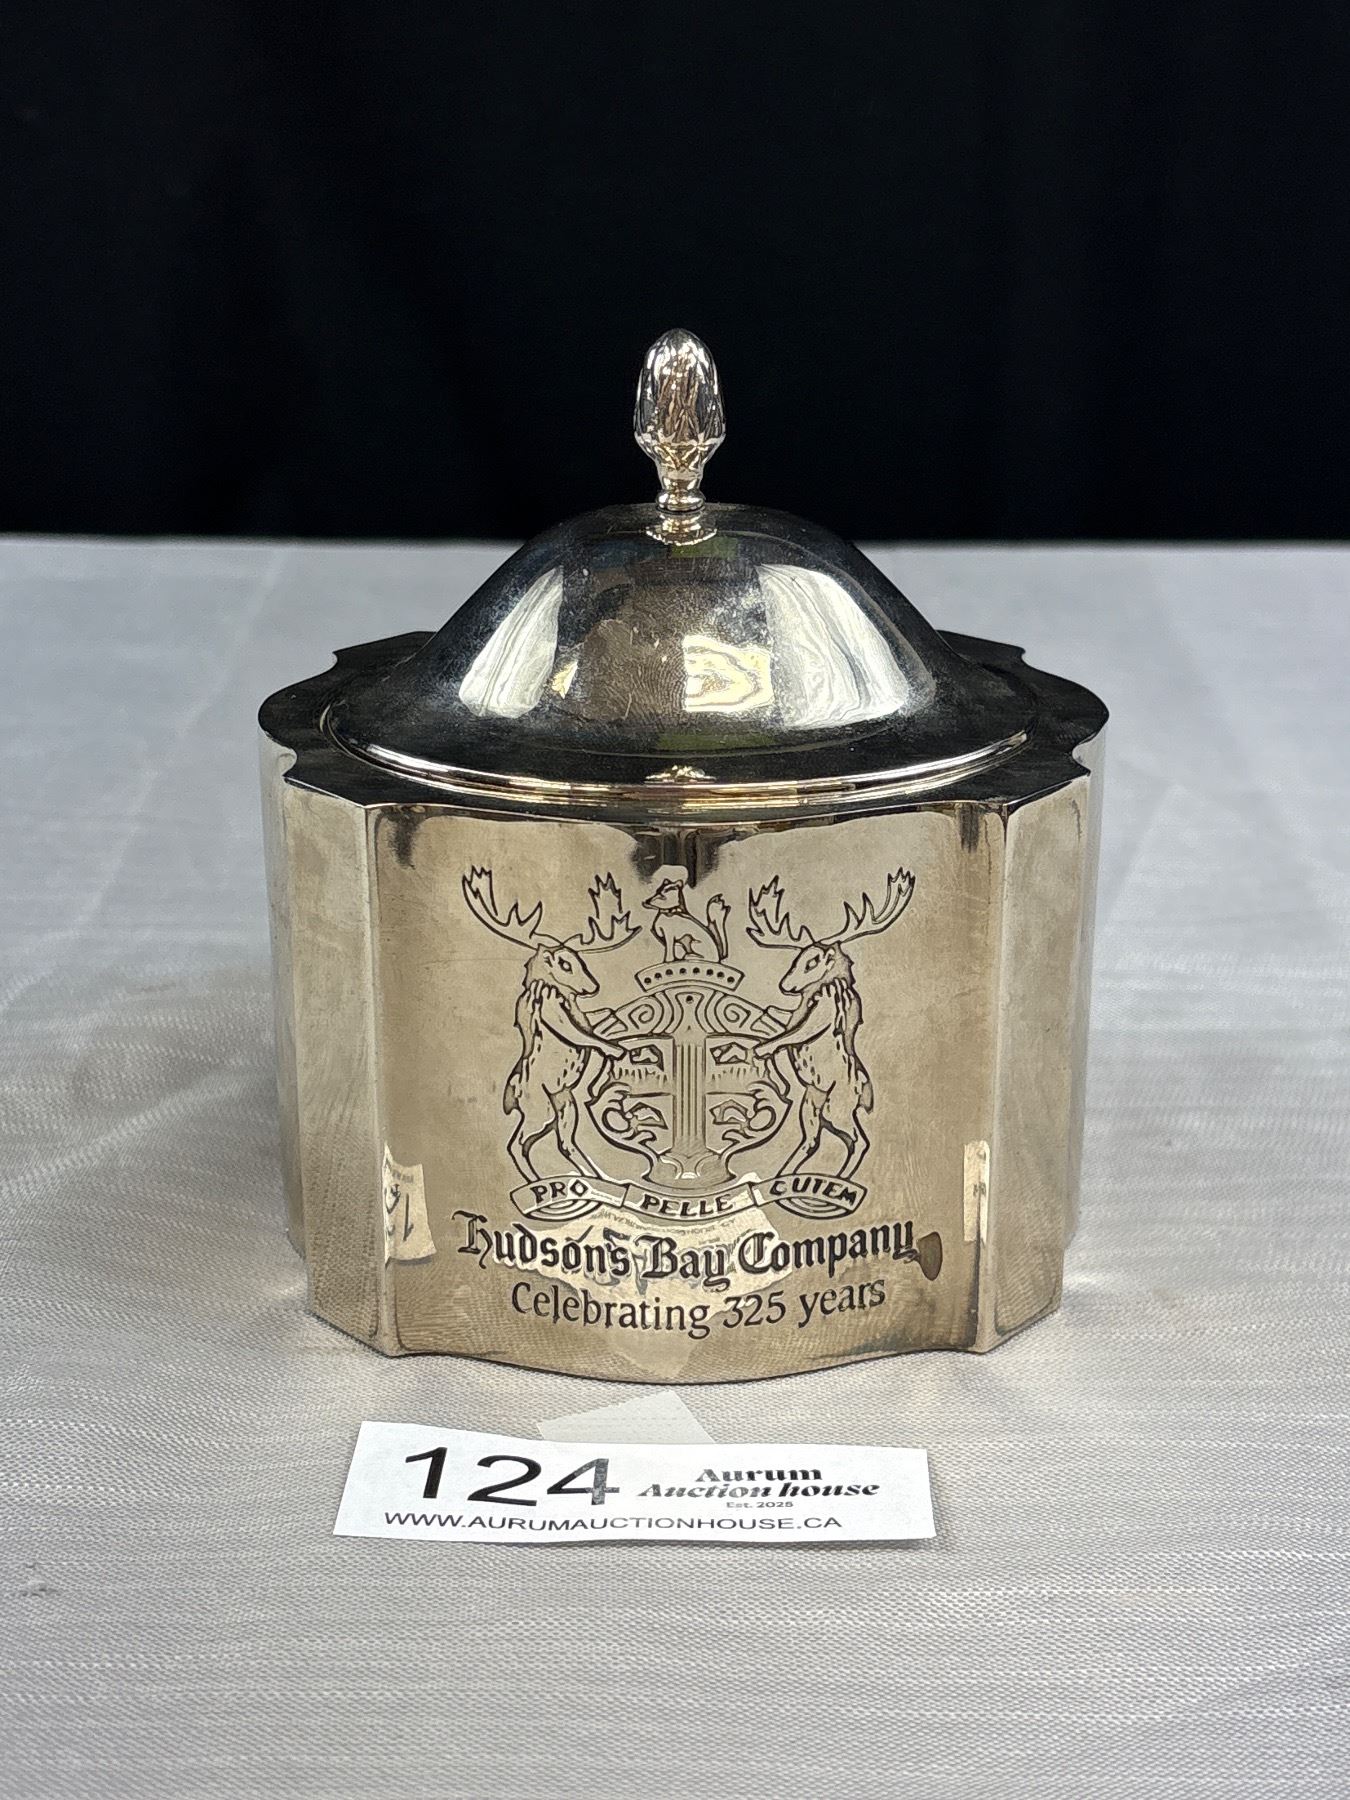 PRO PELLE CUTEM
Hudson's Bay Company
Celebrating 325 years
124
Aurum
Auction house
Est. 2025
WWW.AURUMAUCTIONHOUSE.CA